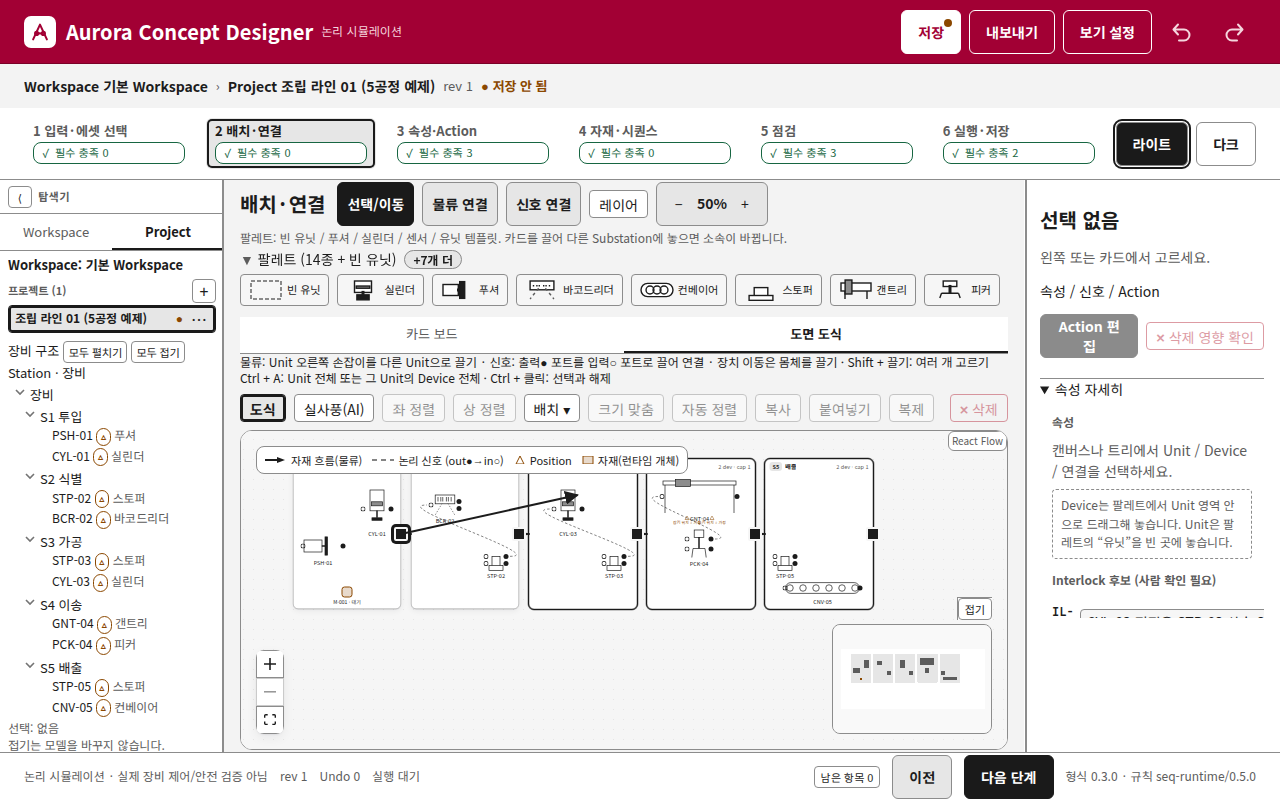 Aurora Concept Designer 논리 시뮬레이션
저장 내보내기 보기 설정
Workspace 기본 Workspace › Project 조립 라인 01 (5공정 예제) rev 1 ● 저장 안 됨
1 입력·에셋 선택 2 배치·연결 3 속성·Action 4 자재·시퀀스 5 점검 6 실행·저장
✓ 필수 충족 0 ✓ 필수 충족 0 ✓ 필수 충족 3 ✓ 필수 충족 0 ✓ 필수 충족 3 ✓ 필수 충족 2
라이트 다크
⟨ 탐색기
Workspace Project
Workspace: 기본 Workspace
프로젝트 (1) +
조립 라인 01 (5공정 예제) ● ···
장비 구조 모두 펼치기 모두 접기
Station · 장비
장비
S1 투입
PSH-01 푸셔
CYL-01 실린더
S2 식별
STP-02 스토퍼
BCR-02 바코드리더
S3 가공
STP-03 스토퍼
CYL-03 실린더
S4 이송
GNT-04 갠트리
PCK-04 피커
S5 배출
STP-05 스토퍼
CNV-05 컨베이어
선택: 없음
접기는 모델을 바꾸지 않습니다.
배치·연결 선택/이동 물류 연결 신호 연결 레이어 − 50% +
팔레트: 빈 유닛 / 푸셔 / 실린더 / 센서 / 유닛 템플릿. 카드를 끌어 다른 Substation에 놓으면 소속이 바뀝니다.
▼ 팔레트 (14종 + 빈 유닛) +7개 더
빈 유닛 실린더 푸셔 바코드리더 컨베이어 스토퍼 갠트리 피커
카드 보드 도면 도식
물류: Unit 오른쪽 손잡이를 다른 Unit으로 끌기 · 신호: 출력● 포트를 입력○ 포트로 끌어 연결 · 장치 이동은 몸체를 끌기 · Shift + 끌기: 여러 개 고르기
Ctrl + A: Unit 전체 또는 그 Unit의 Device 전체 · Ctrl + 클릭: 선택과 해제
도식 실사풍(AI) 좌 정렬 상 정렬 배치 ▾ 크기 맞춤 자동 정렬 복사 붙여넣기 복제 × 삭제
React Flow
자재 흐름(물류) 논리 신호 (out●→in○) △ Position 자재(런타임 개체)
2 dev · cap 1
S5 배출 2 dev · cap 1
CYL-01
PSH-01
M-001 · 대기
BCR-02
STP-02
CYL-03
STP-03
GNT-04
PCK-04
STP-05
CNV-05
접기
선택 없음
왼쪽 또는 카드에서 고르세요.
속성 / 신호 / Action
Action 편
집
× 삭제 영향 확인
▼ 속성 자세히
속성
캔버스나 트리에서 Unit / Device
/ 연결을 선택하세요.
Device는 팔레트에서 Unit 영역 안
으로 드래그해 놓습니다. Unit은 팔
레트의 “유닛”을 빈 곳에 놓습니다.
Interlock 후보 (사람 확인 필요)
IL-
논리 시뮬레이션 · 실제 장비 제어/안전 검증 아님 rev 1 Undo 0 실행 대기
남은 항목 0 이전 다음 단계 형식 0.3.0 · 규칙 seq-runtime/0.5.0